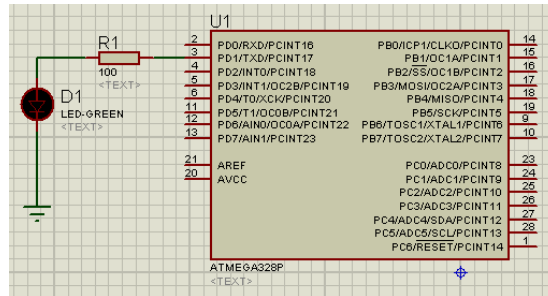 U1
R1
100
<TEXT>
D1
LED-GREEN
<TEXT>
2 PD0/RXD/PCINT16 PB0/ICP1/CLKO/PCINT0 14
3 PD1/TXD/PCINT17 PB1/OC1A/PCINT1 15
4 PD2/INT0/PCINT18 PB2/SS/OC1B/PCINT2 16
5 PD3/INT1/OC2B/PCINT19 PB3/MOSI/OC2A/PCINT3 17
6 PD4/T0/XCK/PCINT20 PB4/MISO/PCINT4 18
11 PD5/T1/OC0B/PCINT21 PB5/SCK/PCINT5 19
12 PD6/AIN0/OC0A/PCINT22 PB6/TOSC1/XTAL1/PCINT6 9
13 PD7/AIN1/PCINT23 PB7/TOSC2/XTAL2/PCINT7 10
21 AREF PC0/ADC0/PCINT8 23
20 AVCC PC1/ADC1/PCINT9 24
PC2/ADC2/PCINT10 25
PC3/ADC3/PCINT11 26
PC4/ADC4/SDA/PCINT12 27
PC5/ADC5/SCL/PCINT13 28
PC6/RESET/PCINT14 1
ATMEGA328P
<TEXT>